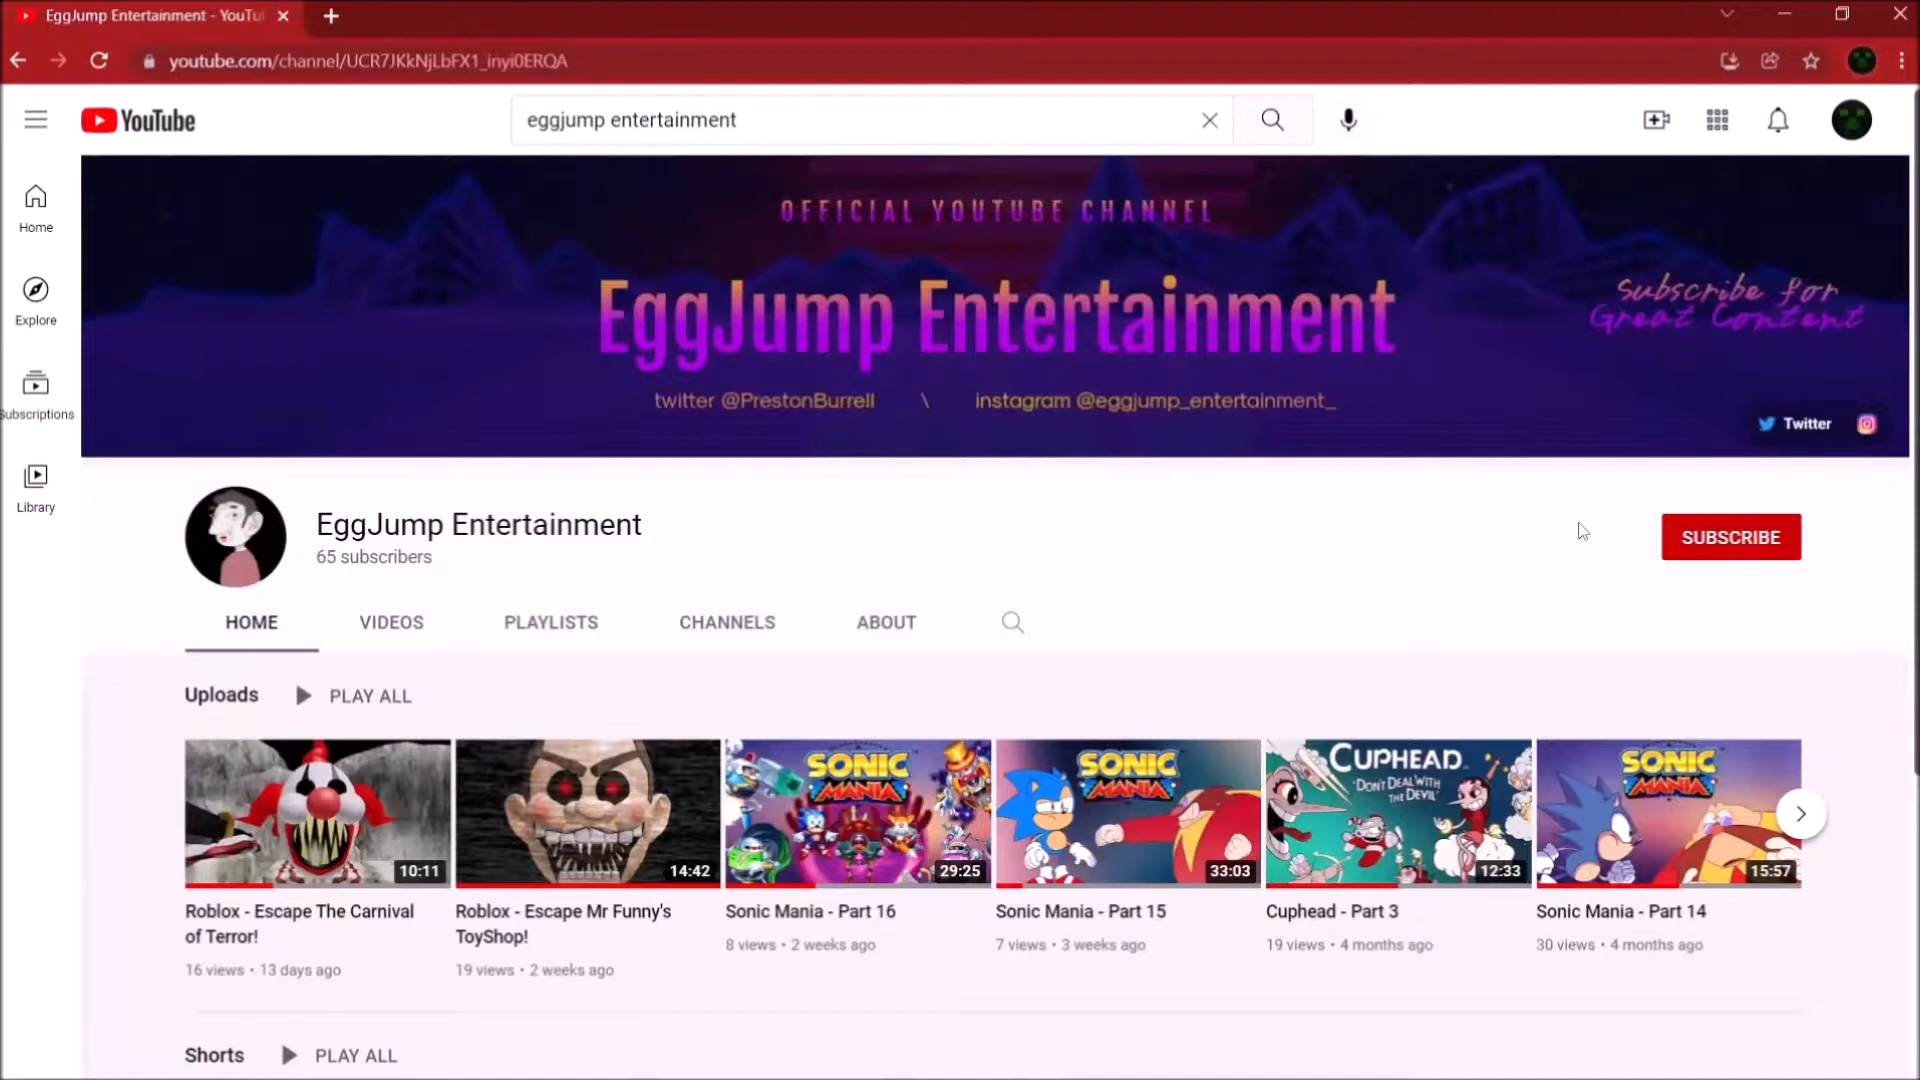 EggJump Entertainment - YouTu
youtube.com/channel/UCR7JKkNjLbFX1_inyi0ERQA
YouTube
eggjump entertainment
OFFICIAL YOUTUBE CHANNEL
EggJump Entertainment
Subscribe for
Great Content
twitter @PrestonBurrell \ instagram @eggjump_entertainment_
Twitter
Home
Explore
Subscriptions
Library
EggJump Entertainment
65 subscribers
SUBSCRIBE
HOME VIDEOS PLAYLISTS CHANNELS ABOUT
Uploads PLAY ALL
SONIC
MANIA
SONIC
MANIA
CUPHEAD
"DON'T DEAL WITH
THE DEVIL"
SONIC
MANIA
10:11 14:42 29:25 33:03 12:33 15:57
Roblox - Escape The Carnival
of Terror!
16 views • 13 days ago
Roblox - Escape Mr Funny's
ToyShop!
19 views • 2 weeks ago
Sonic Mania - Part 16
8 views • 2 weeks ago
Sonic Mania - Part 15
7 views • 3 weeks ago
Cuphead - Part 3
19 views • 4 months ago
Sonic Mania - Part 14
30 views • 4 months ago
Shorts PLAY ALL